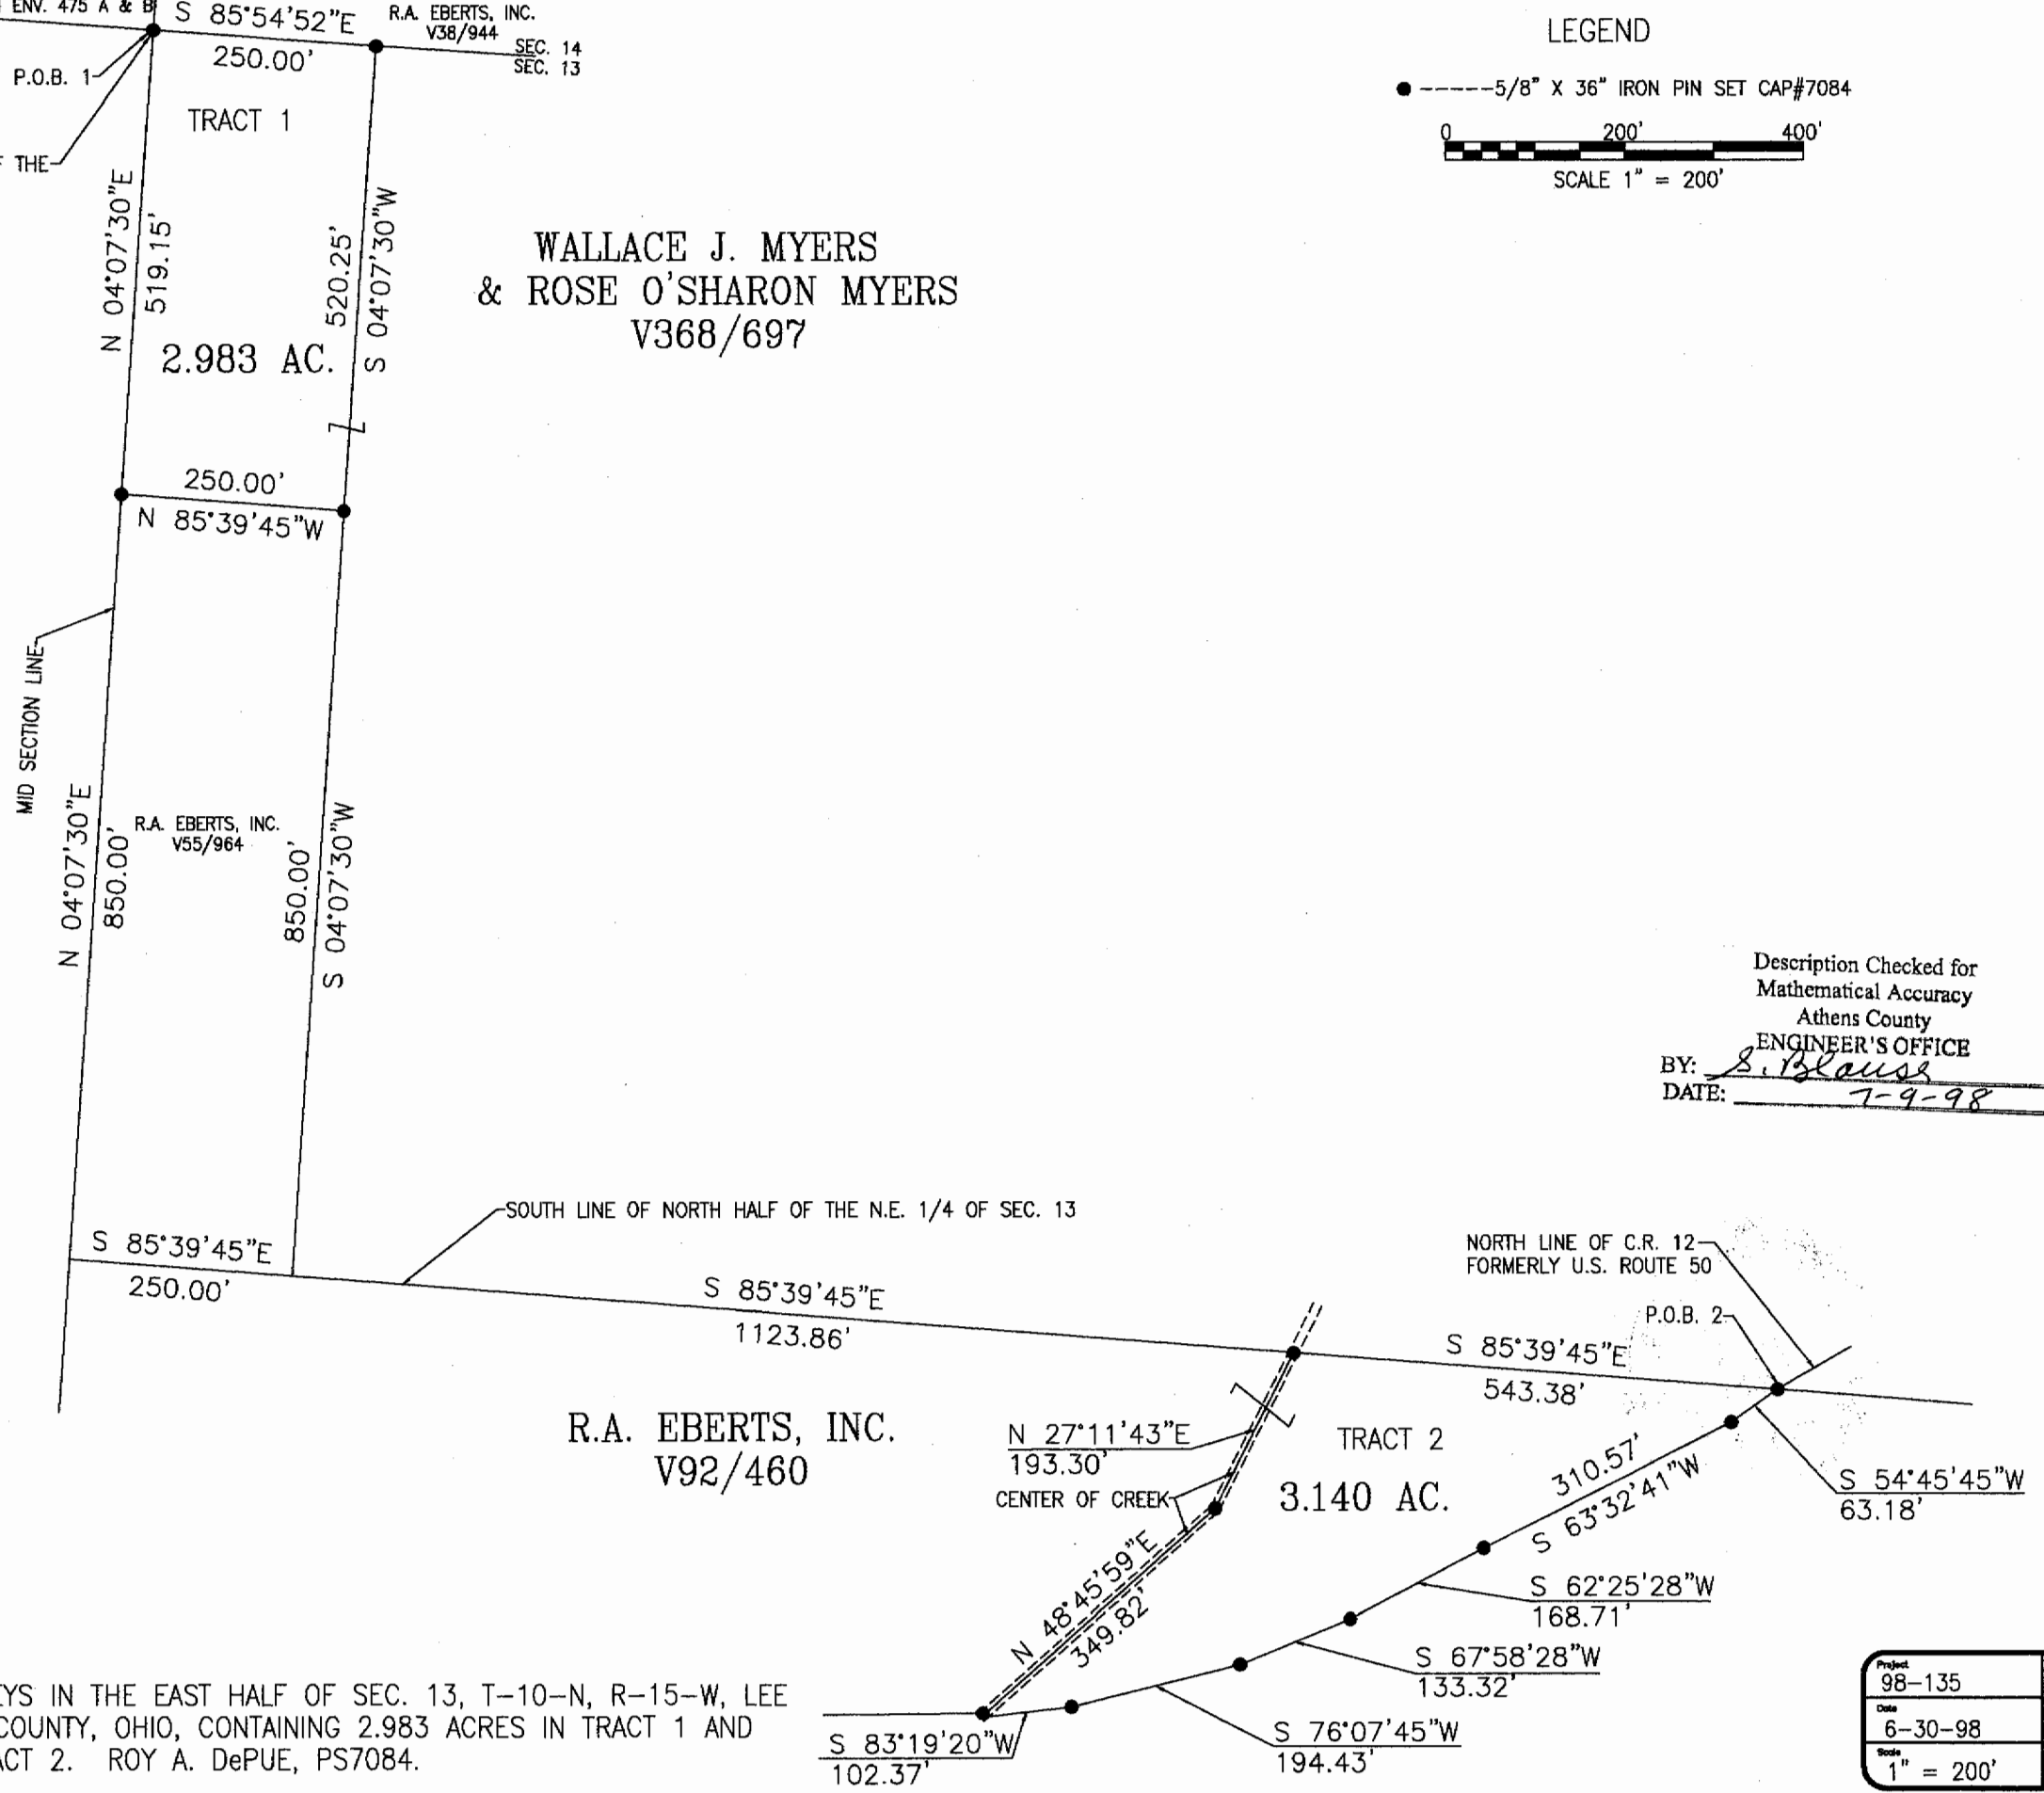 ENV. 475 A & B
S 85°54'52"E
250.00'
R.A. EBERTS, INC.
V38/944
SEC. 14
SEC. 13
P.O.B. 1
THE
TRACT 1
N 04°07'30"E
519.15'
520.25'
S 04°07'30"W
2.983 AC.
WALLACE J. MYERS
& ROSE O'SHARON MYERS
V368/697
LEGEND
5/8" X 36" IRON PIN SET CAP#7084
0 200' 400'
SCALE 1" = 200'
250.00'
N 85°39'45"W
MID SECTION LINE
N 04°07'30"E
850.00'
R.A. EBERTS, INC.
V55/964
850.00'
S 04°07'30"W
Description Checked for
Mathematical Accuracy
Athens County
ENGINEER'S OFFICE
BY: S. Blause
DATE: 7-9-98
SOUTH LINE OF NORTH HALF OF THE N.E. 1/4 OF SEC. 13
S 85°39'45"E
250.00'
S 85°39'45"E
1123.86'
NORTH LINE OF C.R. 12
FORMERLY U.S. ROUTE 50
P.O.B. 2
S 85°39'45"E
543.38'
R.A. EBERTS, INC.
V92/460
N 27°11'43"E
193.30'
CENTER OF CREEK
TRACT 2
3.140 AC.
310.57'
S 63°32'41"W
S 54°45'45"W
63.18'
N 48°45'59"E
349.82'
S 62°25'28"W
168.71'
S 67°58'28"W
133.32'
S 76°07'45"W
194.43'
S 83°19'20"W
102.37'
YS IN THE EAST HALF OF SEC. 13, T-10-N, R-15-W, LEE
COUNTY, OHIO, CONTAINING 2.983 ACRES IN TRACT 1 AND
ACT 2. ROY A. DePUE, PS7084.
Project
98-135
Date
6-30-98
Scale
1" = 200'